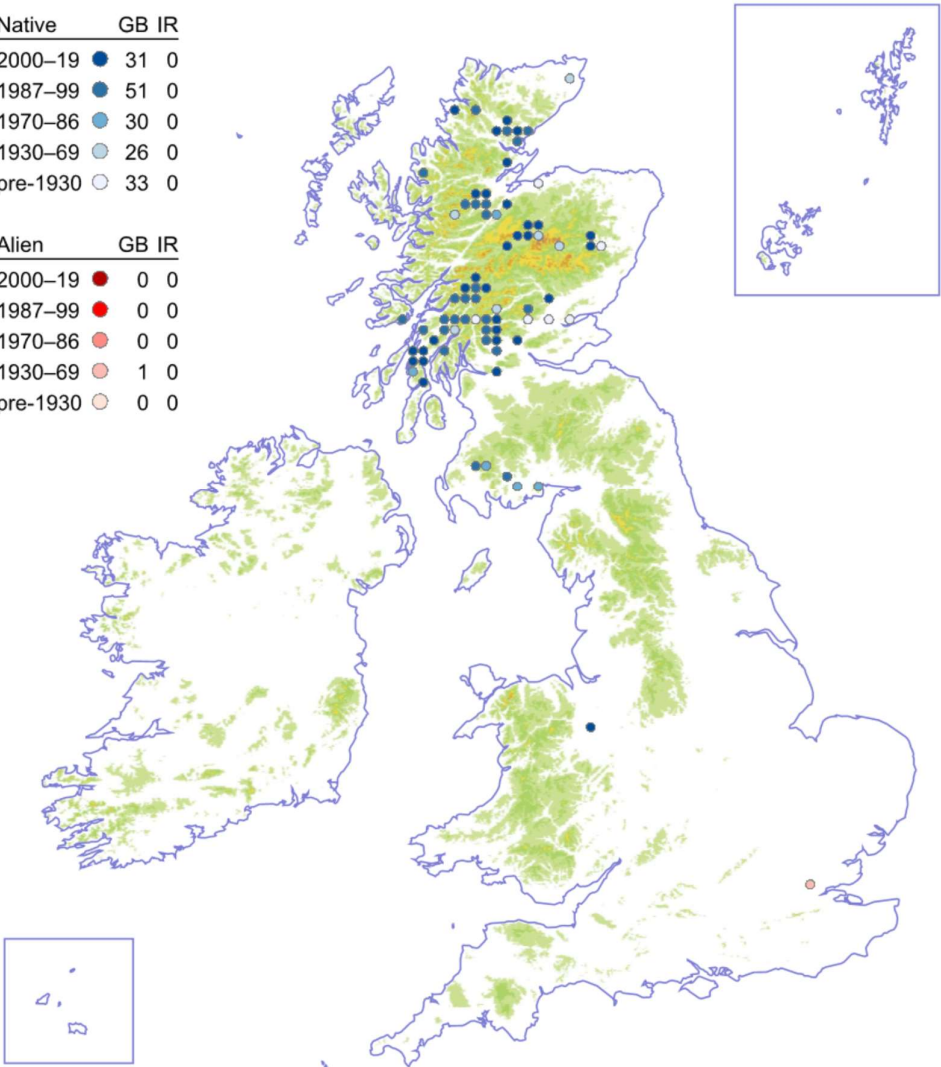 Native GB IR
2000–19 31 0
1987–99 51 0
1970–86 30 0
1930–69 26 0
pre-1930 33 0
Alien GB IR
2000–19 0 0
1987–99 0 0
1970–86 0 0
1930–69 1 0
pre-1930 0 0